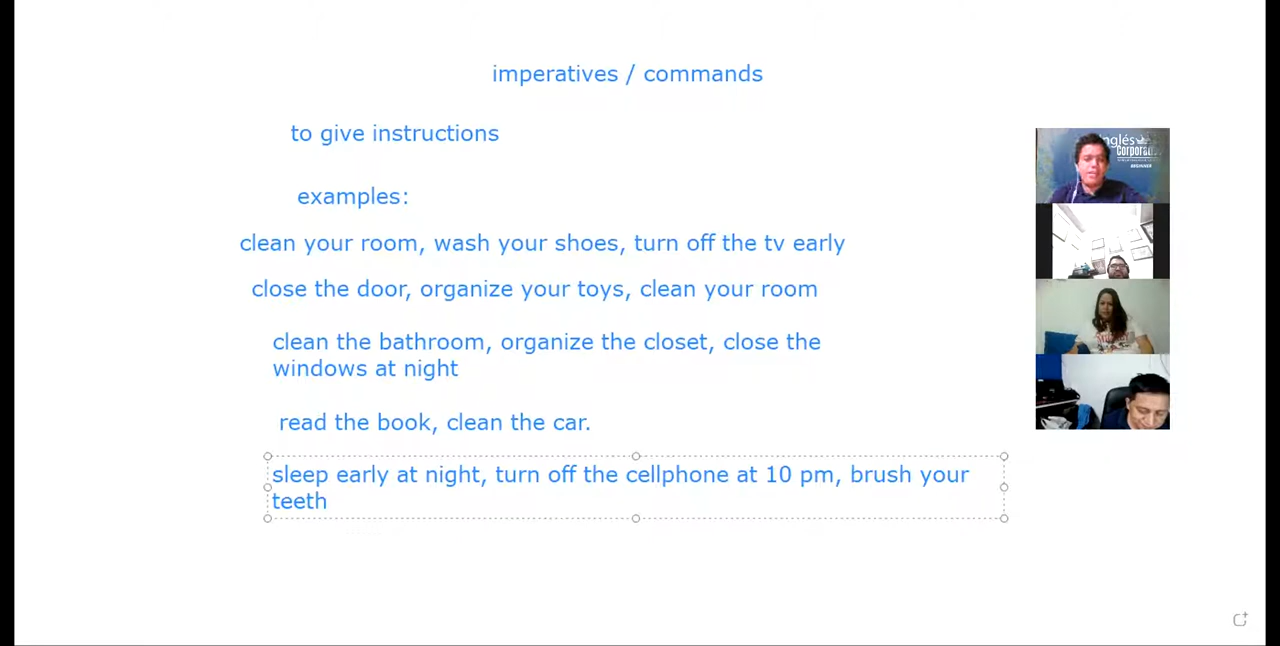 imperatives / commands
to give instructions
examples:
clean your room, wash your shoes, turn off the tv early
close the door, organize your toys, clean your room
clean the bathroom, organize the closet, close the
windows at night
read the book, clean the car.
sleep early at night, turn off the cellphone at 10 pm, brush your
teeth